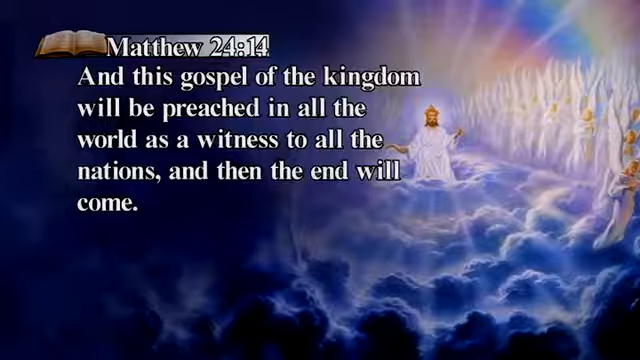 Matthew 24:14
And this gospel of the kingdom
will be preached in all the
world as a witness to all the
nations, and then the end will
come.